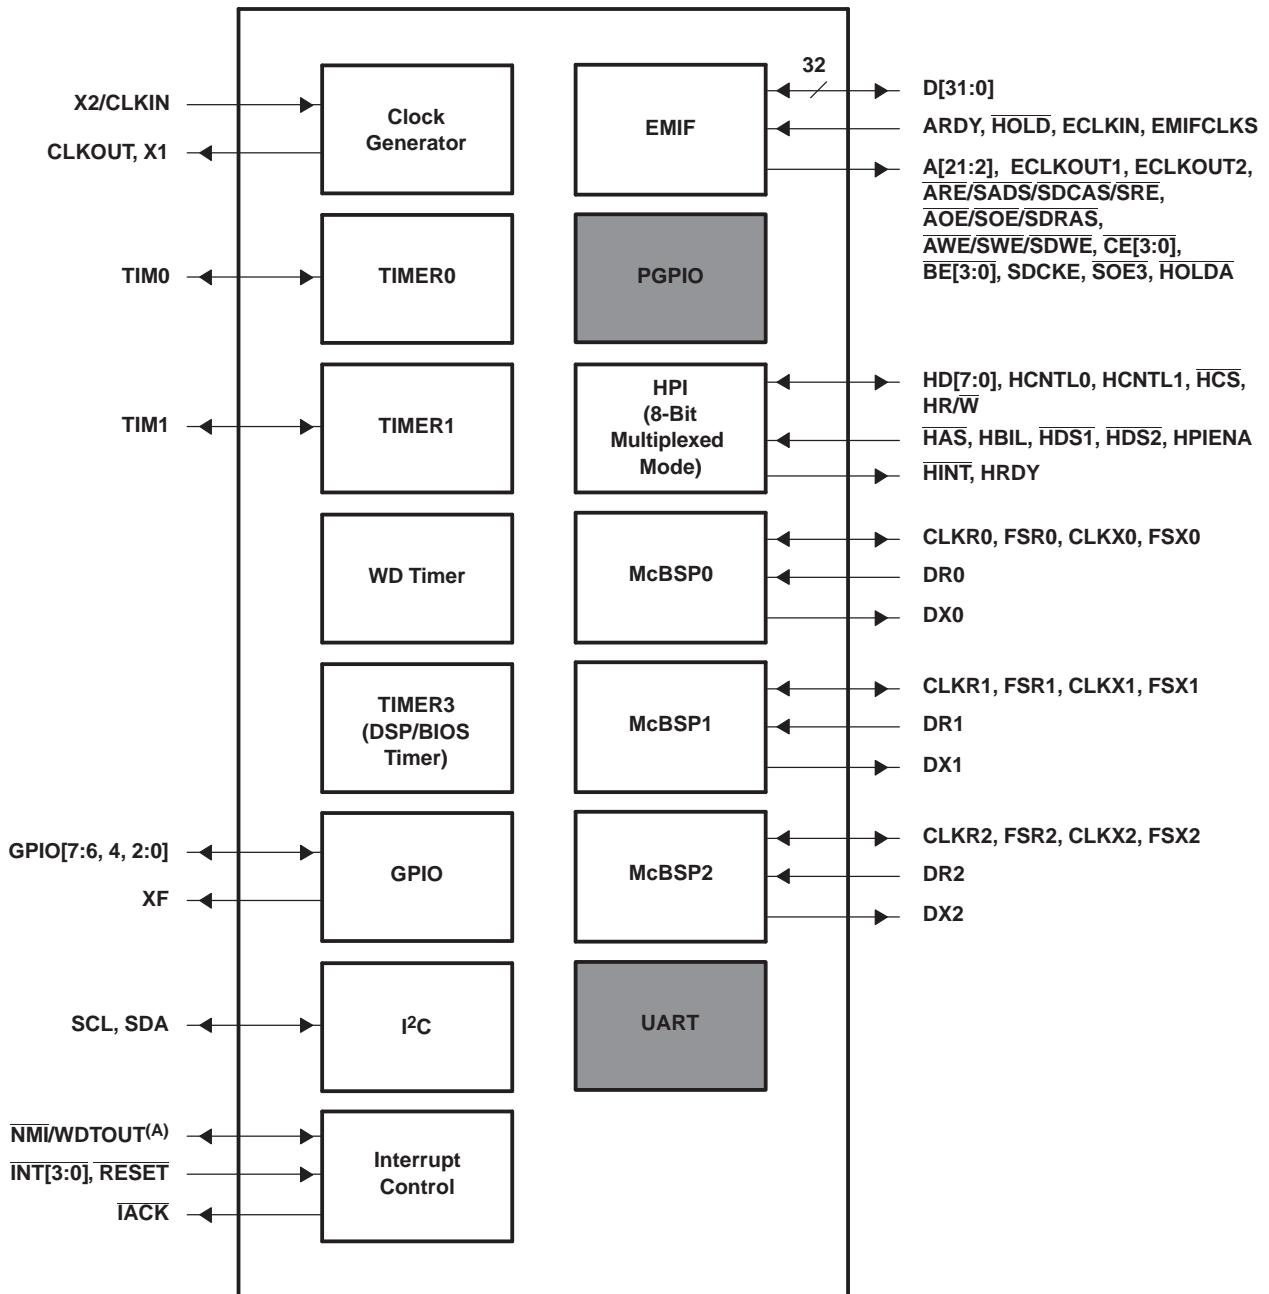 X2/CLKIN
CLKOUT, X1
Clock
Generator
TIM0
TIMER0
TIM1
TIMER1
WD Timer
TIMER3
(DSP/BIOS
Timer)
GPIO[7:6, 4, 2:0]
XF
GPIO
SCL, SDA
I²C
NMI/WDTOUT(A)
INT[3:0], RESET
IACK
Interrupt
Control
EMIF
32
D[31:0]
ARDY, HOLD, ECLKIN, EMIFCLKS
A[21:2], ECLKOUT1, ECLKOUT2,
ARE/SADS/SDCAS/SRE,
AOE/SOE/SDRAS,
AWE/SWE/SDWE, CE[3:0],
BE[3:0], SDCKE, SOE3, HOLDA
PGPIO
HPI
(8-Bit
Multiplexed
Mode)
HD[7:0], HCNTL0, HCNTL1, HCS,
HR/W
HAS, HBIL, HDS1, HDS2, HPIENA
HINT, HRDY
McBSP0
CLKR0, FSR0, CLKX0, FSX0
DR0
DX0
McBSP1
CLKR1, FSR1, CLKX1, FSX1
DR1
DX1
McBSP2
CLKR2, FSR2, CLKX2, FSX2
DR2
DX2
UART